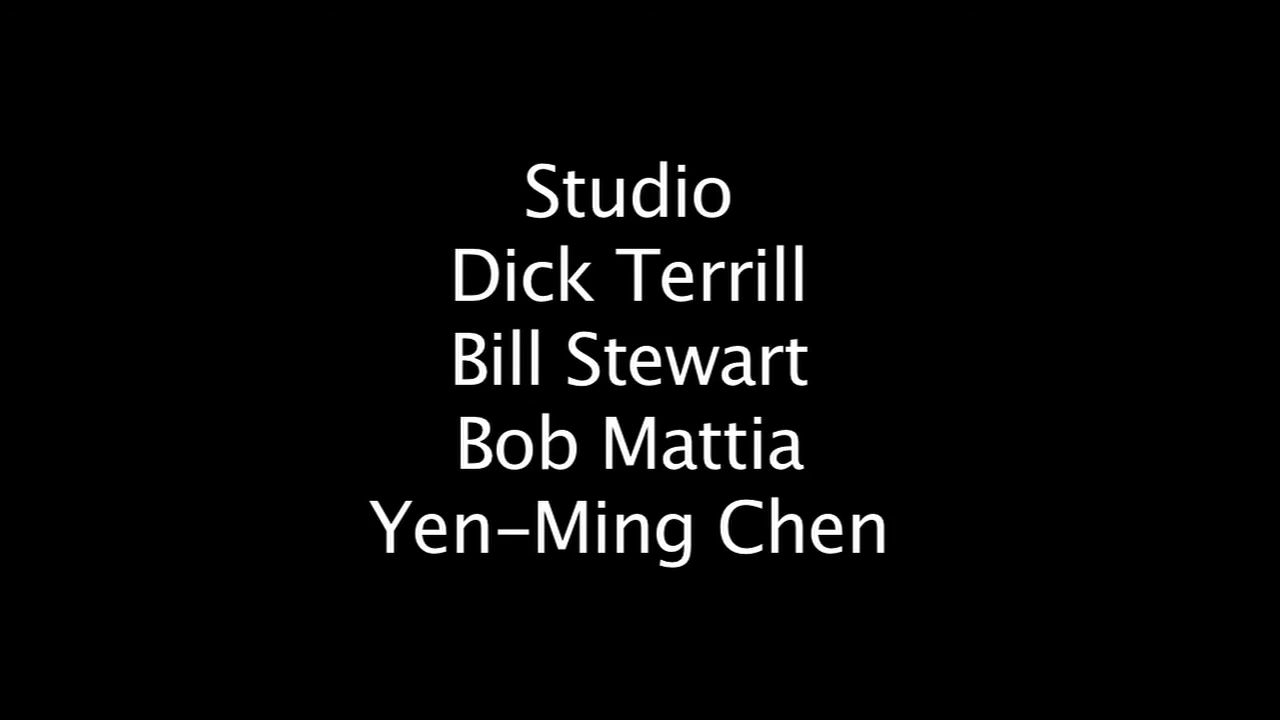 Studio
Dick Terrill
Bill Stewart
Bob Mattia
Yen-Ming Chen